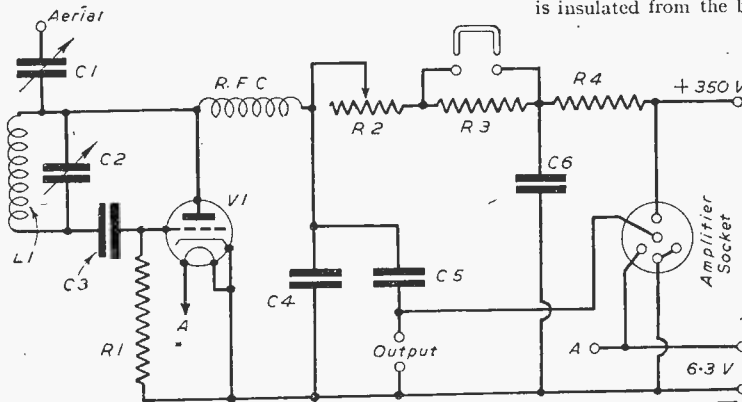 is insulated from the b
Aerial
C1
R.F.C
R2
R3
R4
+ 350 V
C2
V1
C6
L1
C3
A
C4
C5
Amplifier
Socket
R1
Output
A
6·3 V